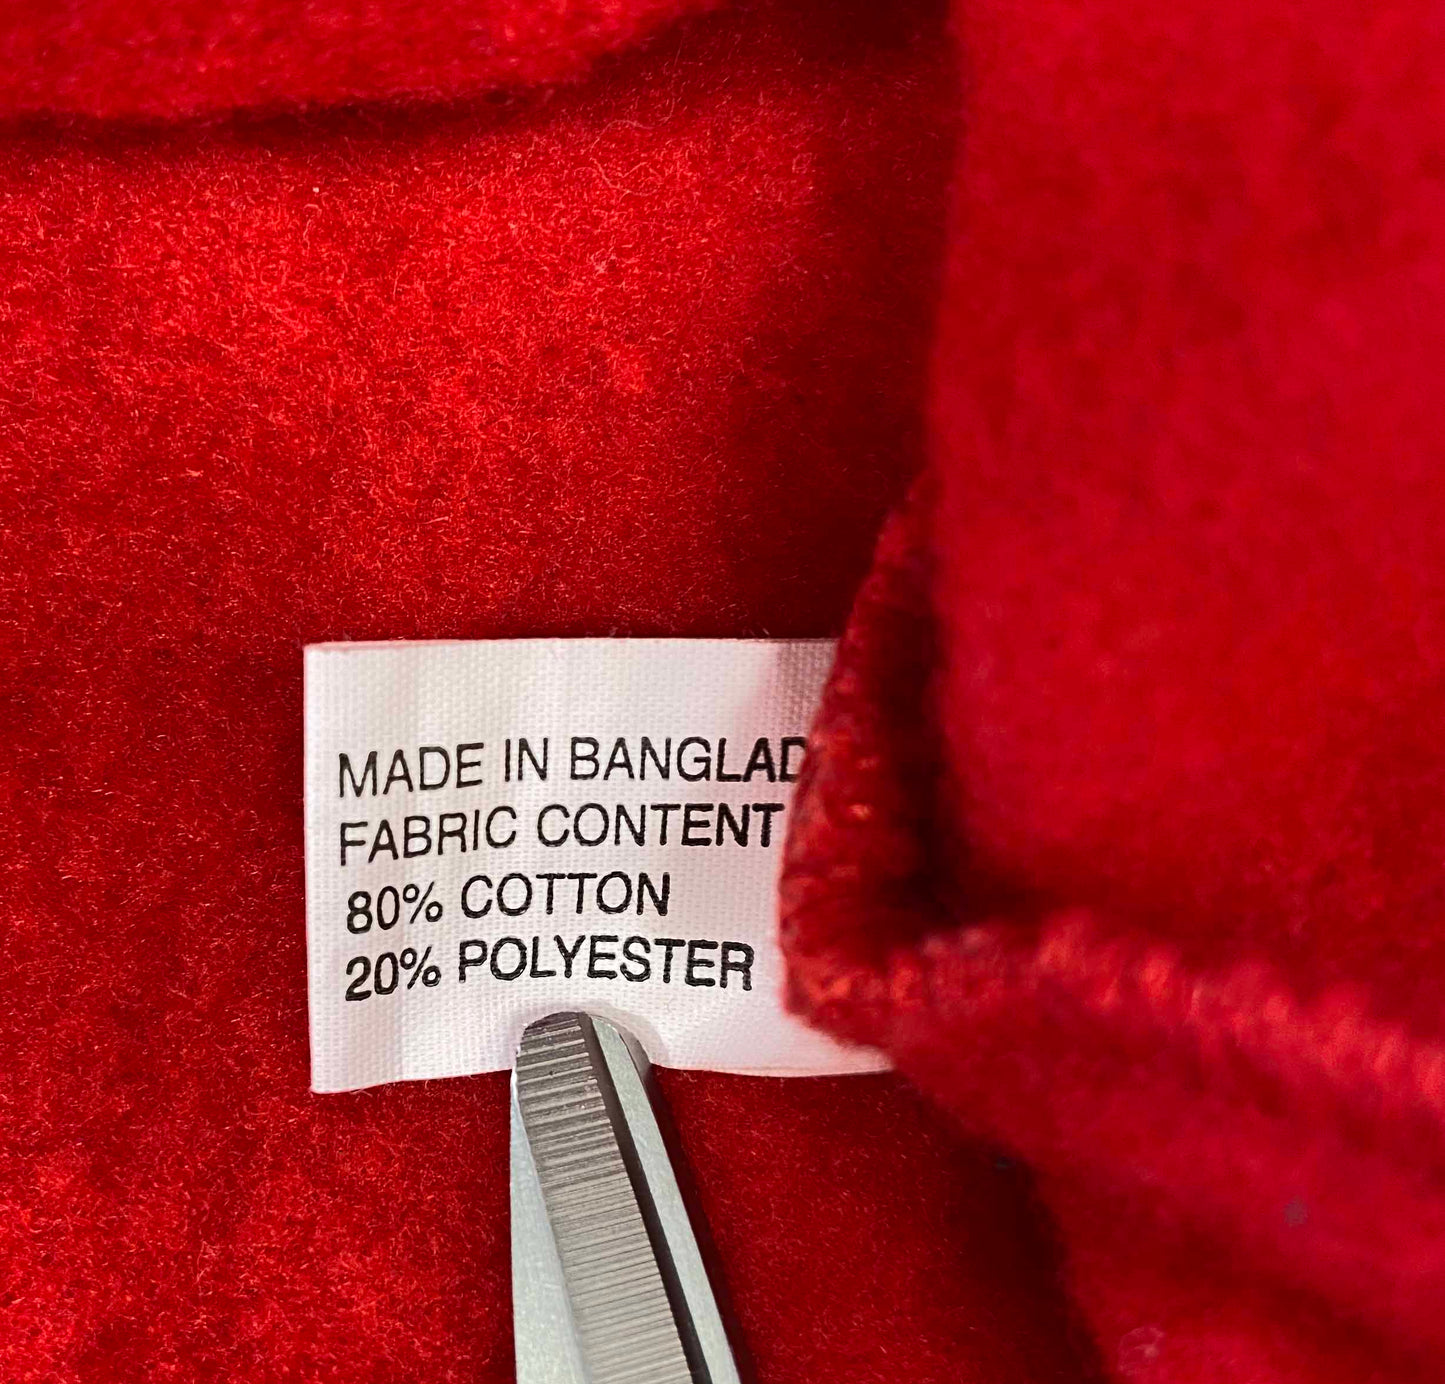 MADE IN BANGLAD
FABRIC CONTENT
80% COTTON
20% POLYESTER